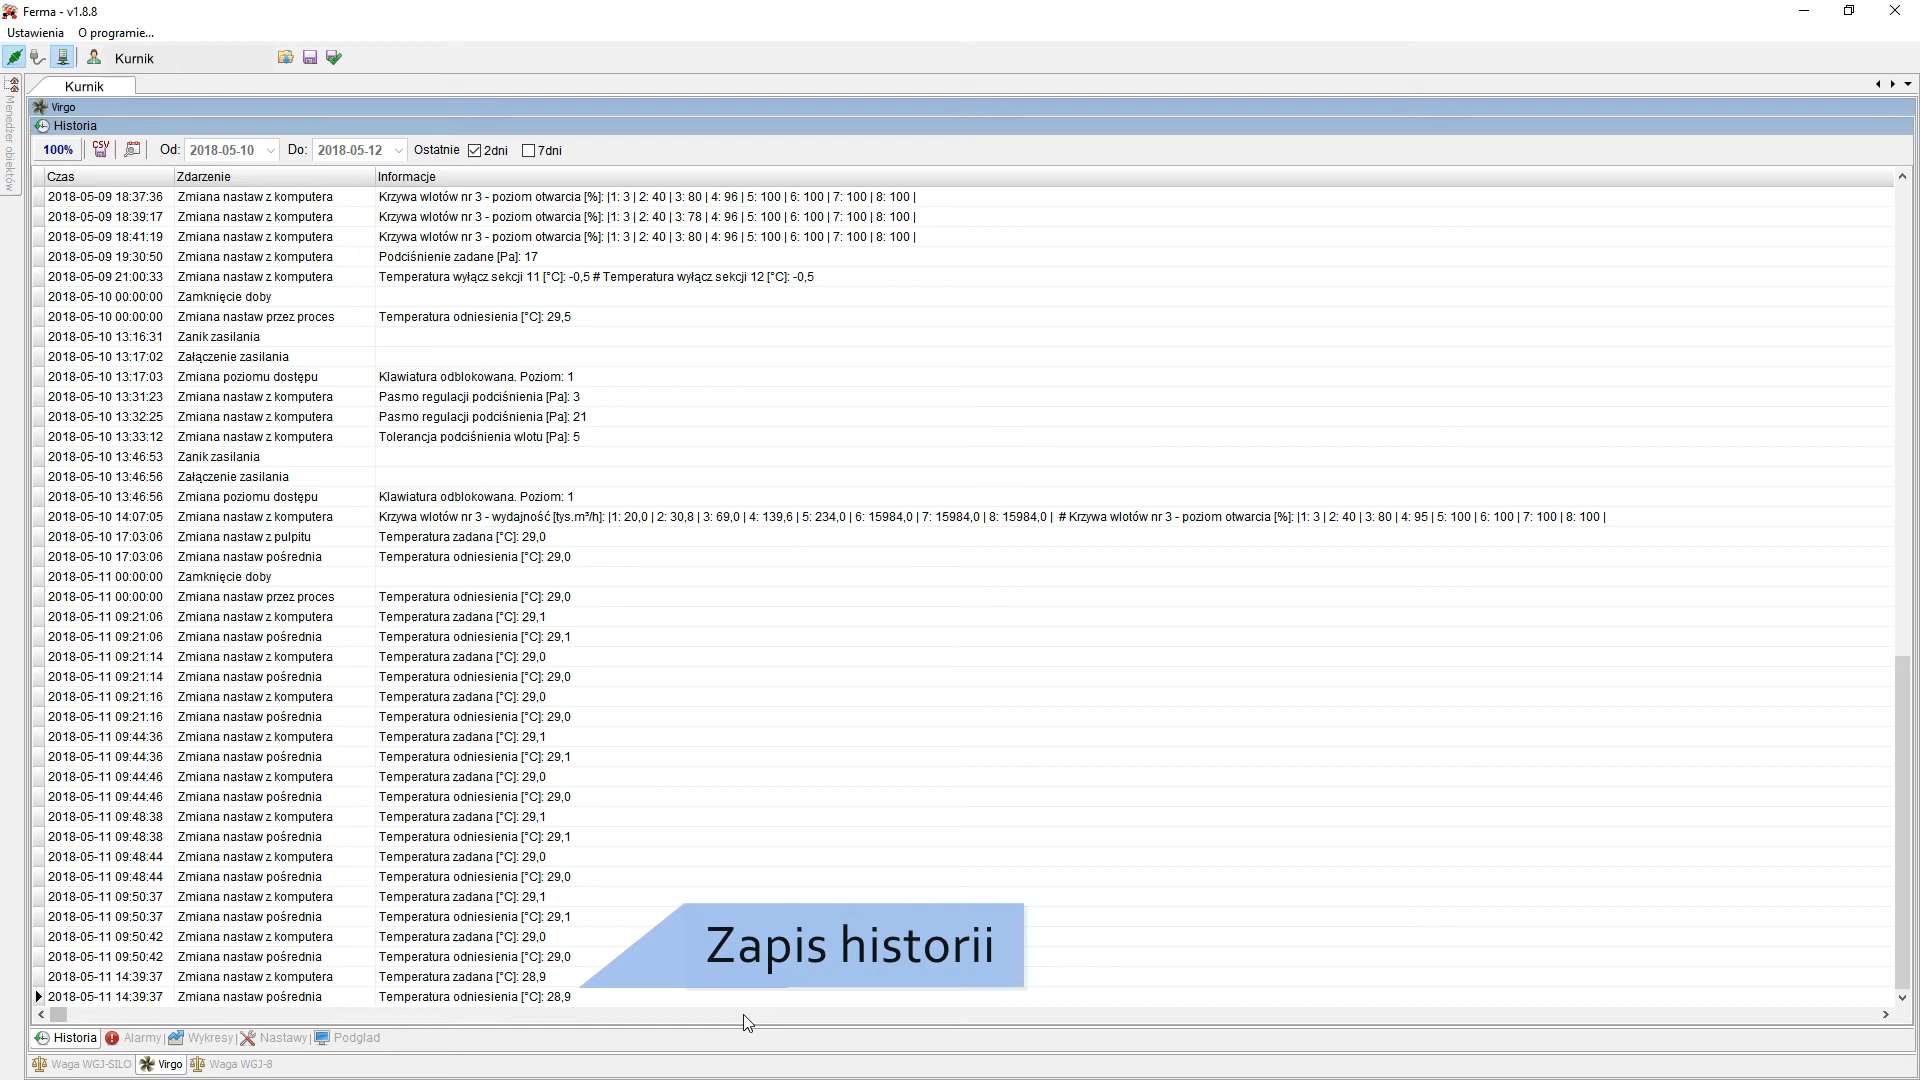 Ferma - v1.8.8
Ustawienia O programie...
Kurnik
Kurnik
Menedżer obiektów
Virgo
Historia
100% CSV Od: 2018-05-10 Do: 2018-05-12 Ostatnie 2dni 7dni
Czas Zdarzenie Informacje
2018-05-09 18:37:36 Zmiana nastaw z komputera Krzywa wlotów nr 3 - poziom otwarcia [%]: |1: 3 | 2: 40 | 3: 80 | 4: 96 | 5: 100 | 6: 100 | 7: 100 | 8: 100 |
2018-05-09 18:39:17 Zmiana nastaw z komputera Krzywa wlotów nr 3 - poziom otwarcia [%]: |1: 3 | 2: 40 | 3: 78 | 4: 96 | 5: 100 | 6: 100 | 7: 100 | 8: 100 |
2018-05-09 18:41:19 Zmiana nastaw z komputera Krzywa wlotów nr 3 - poziom otwarcia [%]: |1: 3 | 2: 40 | 3: 80 | 4: 96 | 5: 100 | 6: 100 | 7: 100 | 8: 100 |
2018-05-09 19:30:50 Zmiana nastaw z komputera Podciśnienie zadane [Pa]: 17
2018-05-09 21:00:33 Zmiana nastaw z komputera Temperatura wyłącz sekcji 11 [°C]: -0,5 # Temperatura wyłącz sekcji 12 [°C]: -0,5
2018-05-10 00:00:00 Zamknięcie doby
2018-05-10 00:00:00 Zmiana nastaw przez proces Temperatura odniesienia [°C]: 29,5
2018-05-10 13:16:31 Zanik zasilania
2018-05-10 13:17:02 Załączenie zasilania
2018-05-10 13:17:03 Zmiana poziomu dostępu Klawiatura odblokowana. Poziom: 1
2018-05-10 13:31:23 Zmiana nastaw z komputera Pasmo regulacji podciśnienia [Pa]: 3
2018-05-10 13:32:25 Zmiana nastaw z komputera Pasmo regulacji podciśnienia [Pa]: 21
2018-05-10 13:33:12 Zmiana nastaw z komputera Tolerancja podciśnienia wlotu [Pa]: 5
2018-05-10 13:46:53 Zanik zasilania
2018-05-10 13:46:56 Załączenie zasilania
2018-05-10 13:46:56 Zmiana poziomu dostępu Klawiatura odblokowana. Poziom: 1
2018-05-10 14:07:05 Zmiana nastaw z komputera Krzywa wlotów nr 3 - wydajność [tys.m³/h]: |1: 20,0 | 2: 30,8 | 3: 69,0 | 4: 139,6 | 5: 234,0 | 6: 15984,0 | 7: 15984,0 | 8: 15984,0 | # Krzywa wlotów nr 3 - poziom otwarcia [%]: |1: 3 | 2: 40 | 3: 80 | 4: 95 | 5: 100 | 6: 100 | 7: 100 | 8: 100 |
2018-05-10 17:03:06 Zmiana nastaw z pulpitu Temperatura zadana [°C]: 29,0
2018-05-10 17:03:06 Zmiana nastaw pośrednia Temperatura odniesienia [°C]: 29,0
2018-05-11 00:00:00 Zamknięcie doby
2018-05-11 00:00:00 Zmiana nastaw przez proces Temperatura odniesienia [°C]: 29,0
2018-05-11 09:21:06 Zmiana nastaw z komputera Temperatura zadana [°C]: 29,1
2018-05-11 09:21:06 Zmiana nastaw pośrednia Temperatura odniesienia [°C]: 29,1
2018-05-11 09:21:14 Zmiana nastaw z komputera Temperatura zadana [°C]: 29,0
2018-05-11 09:21:14 Zmiana nastaw pośrednia Temperatura odniesienia [°C]: 29,0
2018-05-11 09:21:16 Zmiana nastaw z komputera Temperatura zadana [°C]: 29,0
2018-05-11 09:21:16 Zmiana nastaw pośrednia Temperatura odniesienia [°C]: 29,0
2018-05-11 09:44:36 Zmiana nastaw z komputera Temperatura zadana [°C]: 29,1
2018-05-11 09:44:36 Zmiana nastaw pośrednia Temperatura odniesienia [°C]: 29,1
2018-05-11 09:44:46 Zmiana nastaw z komputera Temperatura zadana [°C]: 29,0
2018-05-11 09:44:46 Zmiana nastaw pośrednia Temperatura odniesienia [°C]: 29,0
2018-05-11 09:48:38 Zmiana nastaw z komputera Temperatura zadana [°C]: 29,1
2018-05-11 09:48:38 Zmiana nastaw pośrednia Temperatura odniesienia [°C]: 29,1
2018-05-11 09:48:44 Zmiana nastaw z komputera Temperatura zadana [°C]: 29,0
2018-05-11 09:48:44 Zmiana nastaw pośrednia Temperatura odniesienia [°C]: 29,0
2018-05-11 09:50:37 Zmiana nastaw z komputera Temperatura zadana [°C]: 29,1
2018-05-11 09:50:37 Zmiana nastaw pośrednia Temperatura odniesienia [°C]: 29,1
2018-05-11 09:50:42 Zmiana nastaw z komputera Temperatura zadana [°C]: 29,0
2018-05-11 09:50:42 Zmiana nastaw pośrednia Temperatura odniesienia [°C]: 29,0
2018-05-11 14:39:37 Zmiana nastaw z komputera Temperatura zadana [°C]: 28,9
2018-05-11 14:39:37 Zmiana nastaw pośrednia Temperatura odniesienia [°C]: 28,9
Zapis historii
Historia Alarmy Wykresy Nastawy Podgląd
Waga WGJ-SILO Virgo Waga WGJ-8